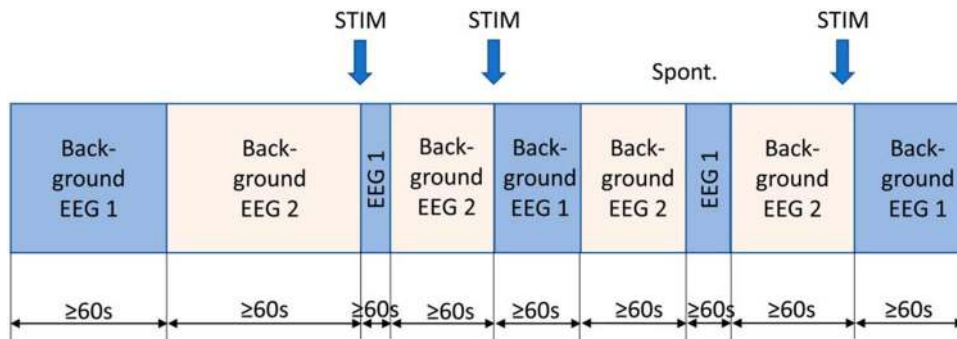 STIM
STIM
STIM
Spont.
Back-
ground
EEG 1
Back-
ground
EEG 2
EEG 1
Back-
ground
EEG 2
Back-
ground
EEG 1
Back-
ground
EEG 2
EEG 1
Back-
ground
EEG 2
Back-
ground
EEG 1
≥60s
≥60s
≥60s
≥60s
≥60s
≥60s
≥60s
≥60s
≥60s